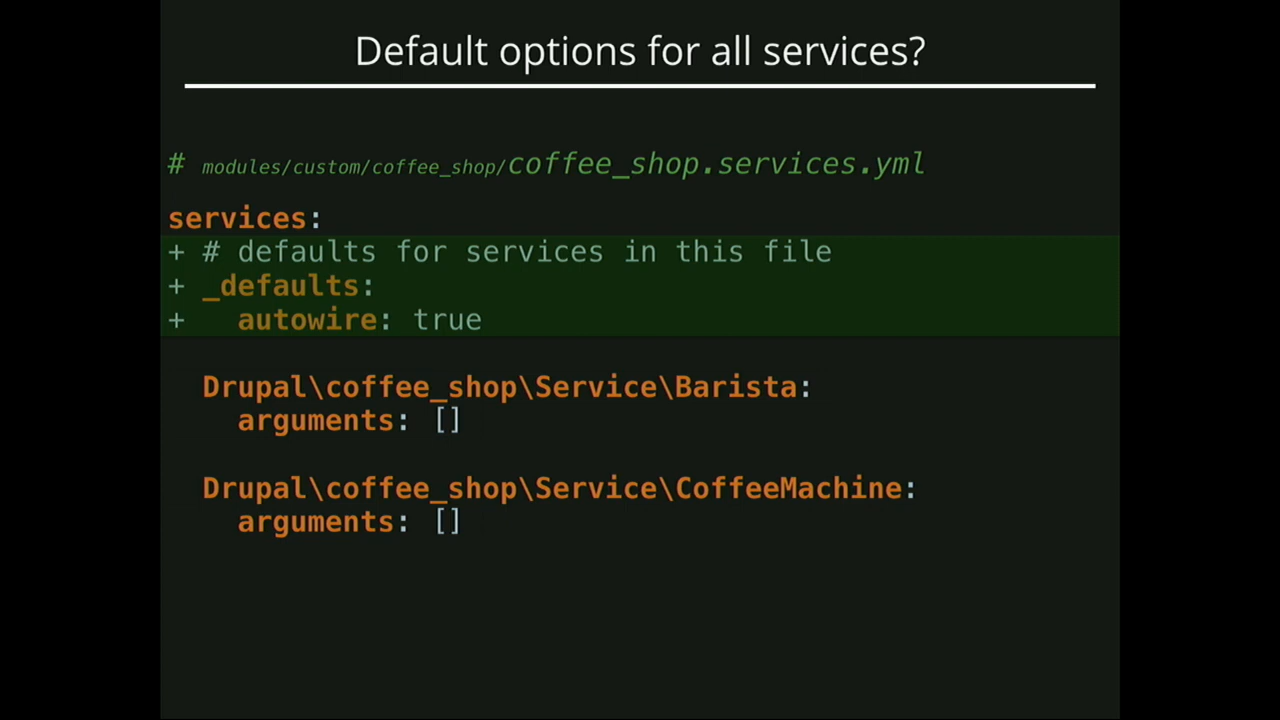 Default options for all services?
# modules/custom/coffee_shop/coffee_shop.services.yml
services:
+ # defaults for services in this file
+ _defaults:
+   autowire: true
  Drupal\coffee_shop\Service\Barista:
    arguments: []
  Drupal\coffee_shop\Service\CoffeeMachine:
    arguments: []